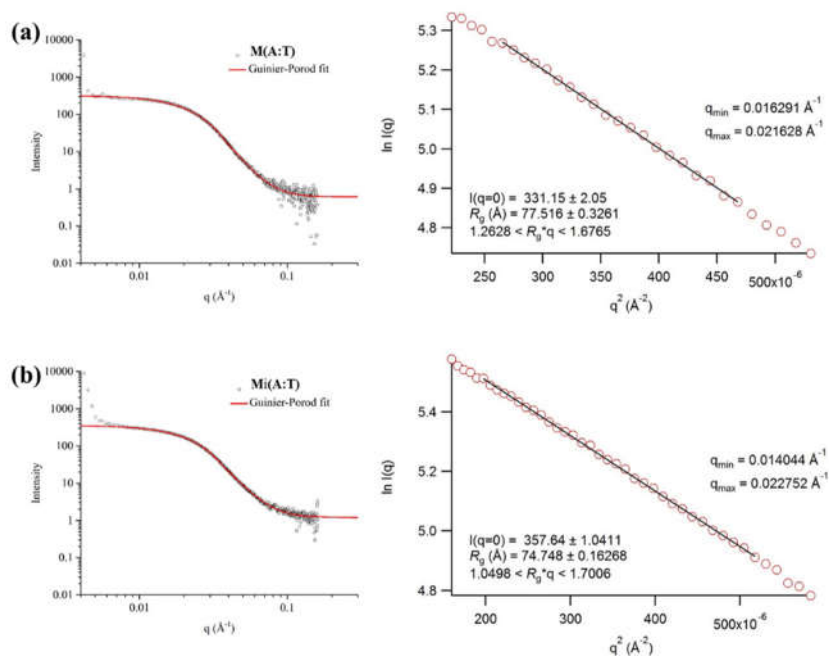 (a)
M(A:T)
Guinier-Porod fit
10000
1000
100
10
1
0.1
0.01
Intensity
0.01
0.1
q (Å⁻¹)
5.3
5.2
5.1
5.0
4.9
4.8
ln I(q)
qmin = 0.016291 Å⁻¹
qmax = 0.021628 Å⁻¹
I(q=0) = 331.15 ± 2.05
Rg (Å) = 77.516 ± 0.3261
1.2628 < Rg*q < 1.6765
250
300
350
400
450
500x10⁻⁶
q² (Å⁻²)
(b)
Mi(A:T)
Guinier-Porod fit
10000
1000
100
10
1
0.1
0.01
Intensity
0.01
0.1
q (Å⁻¹)
5.4
5.2
5.0
4.8
ln I(q)
qmin = 0.014044 Å⁻¹
qmax = 0.022752 Å⁻¹
I(q=0) = 357.64 ± 1.0411
Rg (Å) = 74.748 ± 0.16268
1.0498 < Rg*q < 1.7006
200
300
400
500x10⁻⁶
q² (Å⁻²)